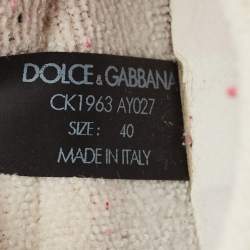 DOLCE & GABBANA
CK1963 AY027
SIZE: 40
MADE IN ITALY